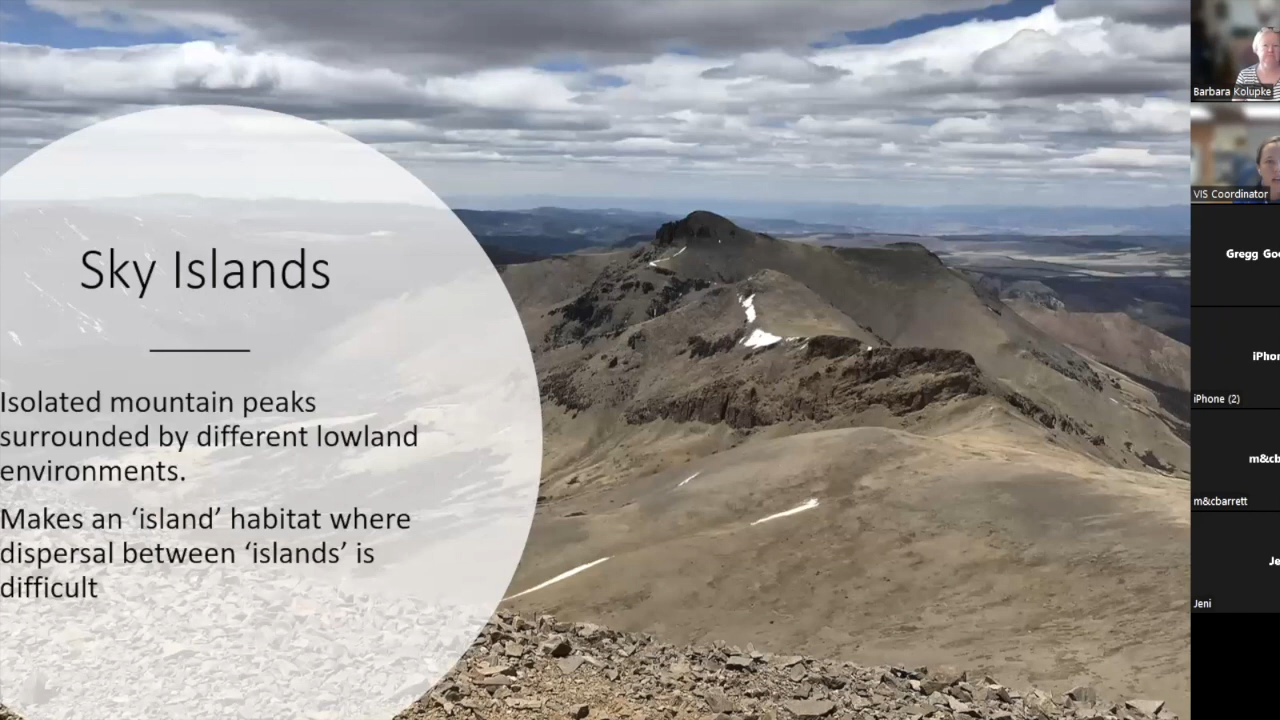 Sky Islands
Isolated mountain peaks
surrounded by different lowland
environments.
Makes an ‘island’ habitat where
dispersal between ‘islands’ is
difficult
Barbara Kolupke
VIS Coordinator
Gregg
iPhone (2)
m&cbarrett
Jeni